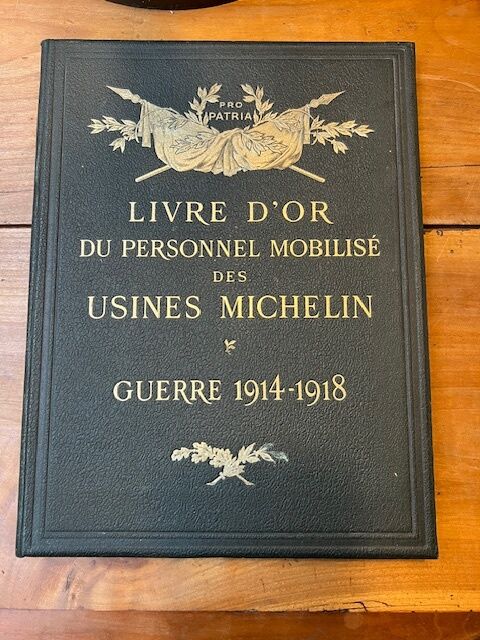 PRO
PATRIA
LIVRE D'OR
DU PERSONNEL MOBILISÉ
DES
USINES MICHELIN
GUERRE 1914-1918